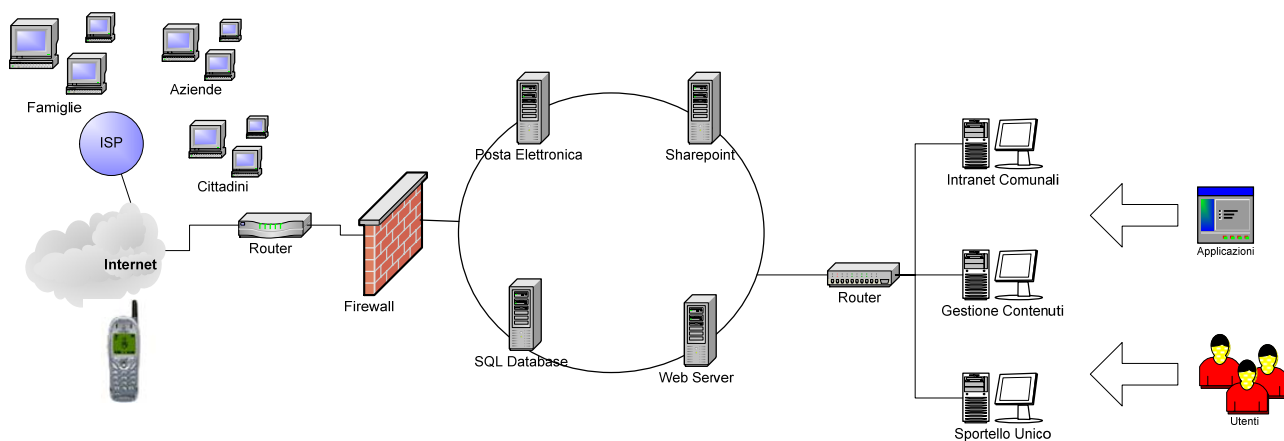 Famiglie
Aziende
ISP
Cittadini
Internet
Router
Firewall
Posta Elettronica
Sharepoint
SQL Database
Web Server
Router
Intranet Comunali
Gestione Contenuti
Sportello Unico
Applicazioni
Utenti